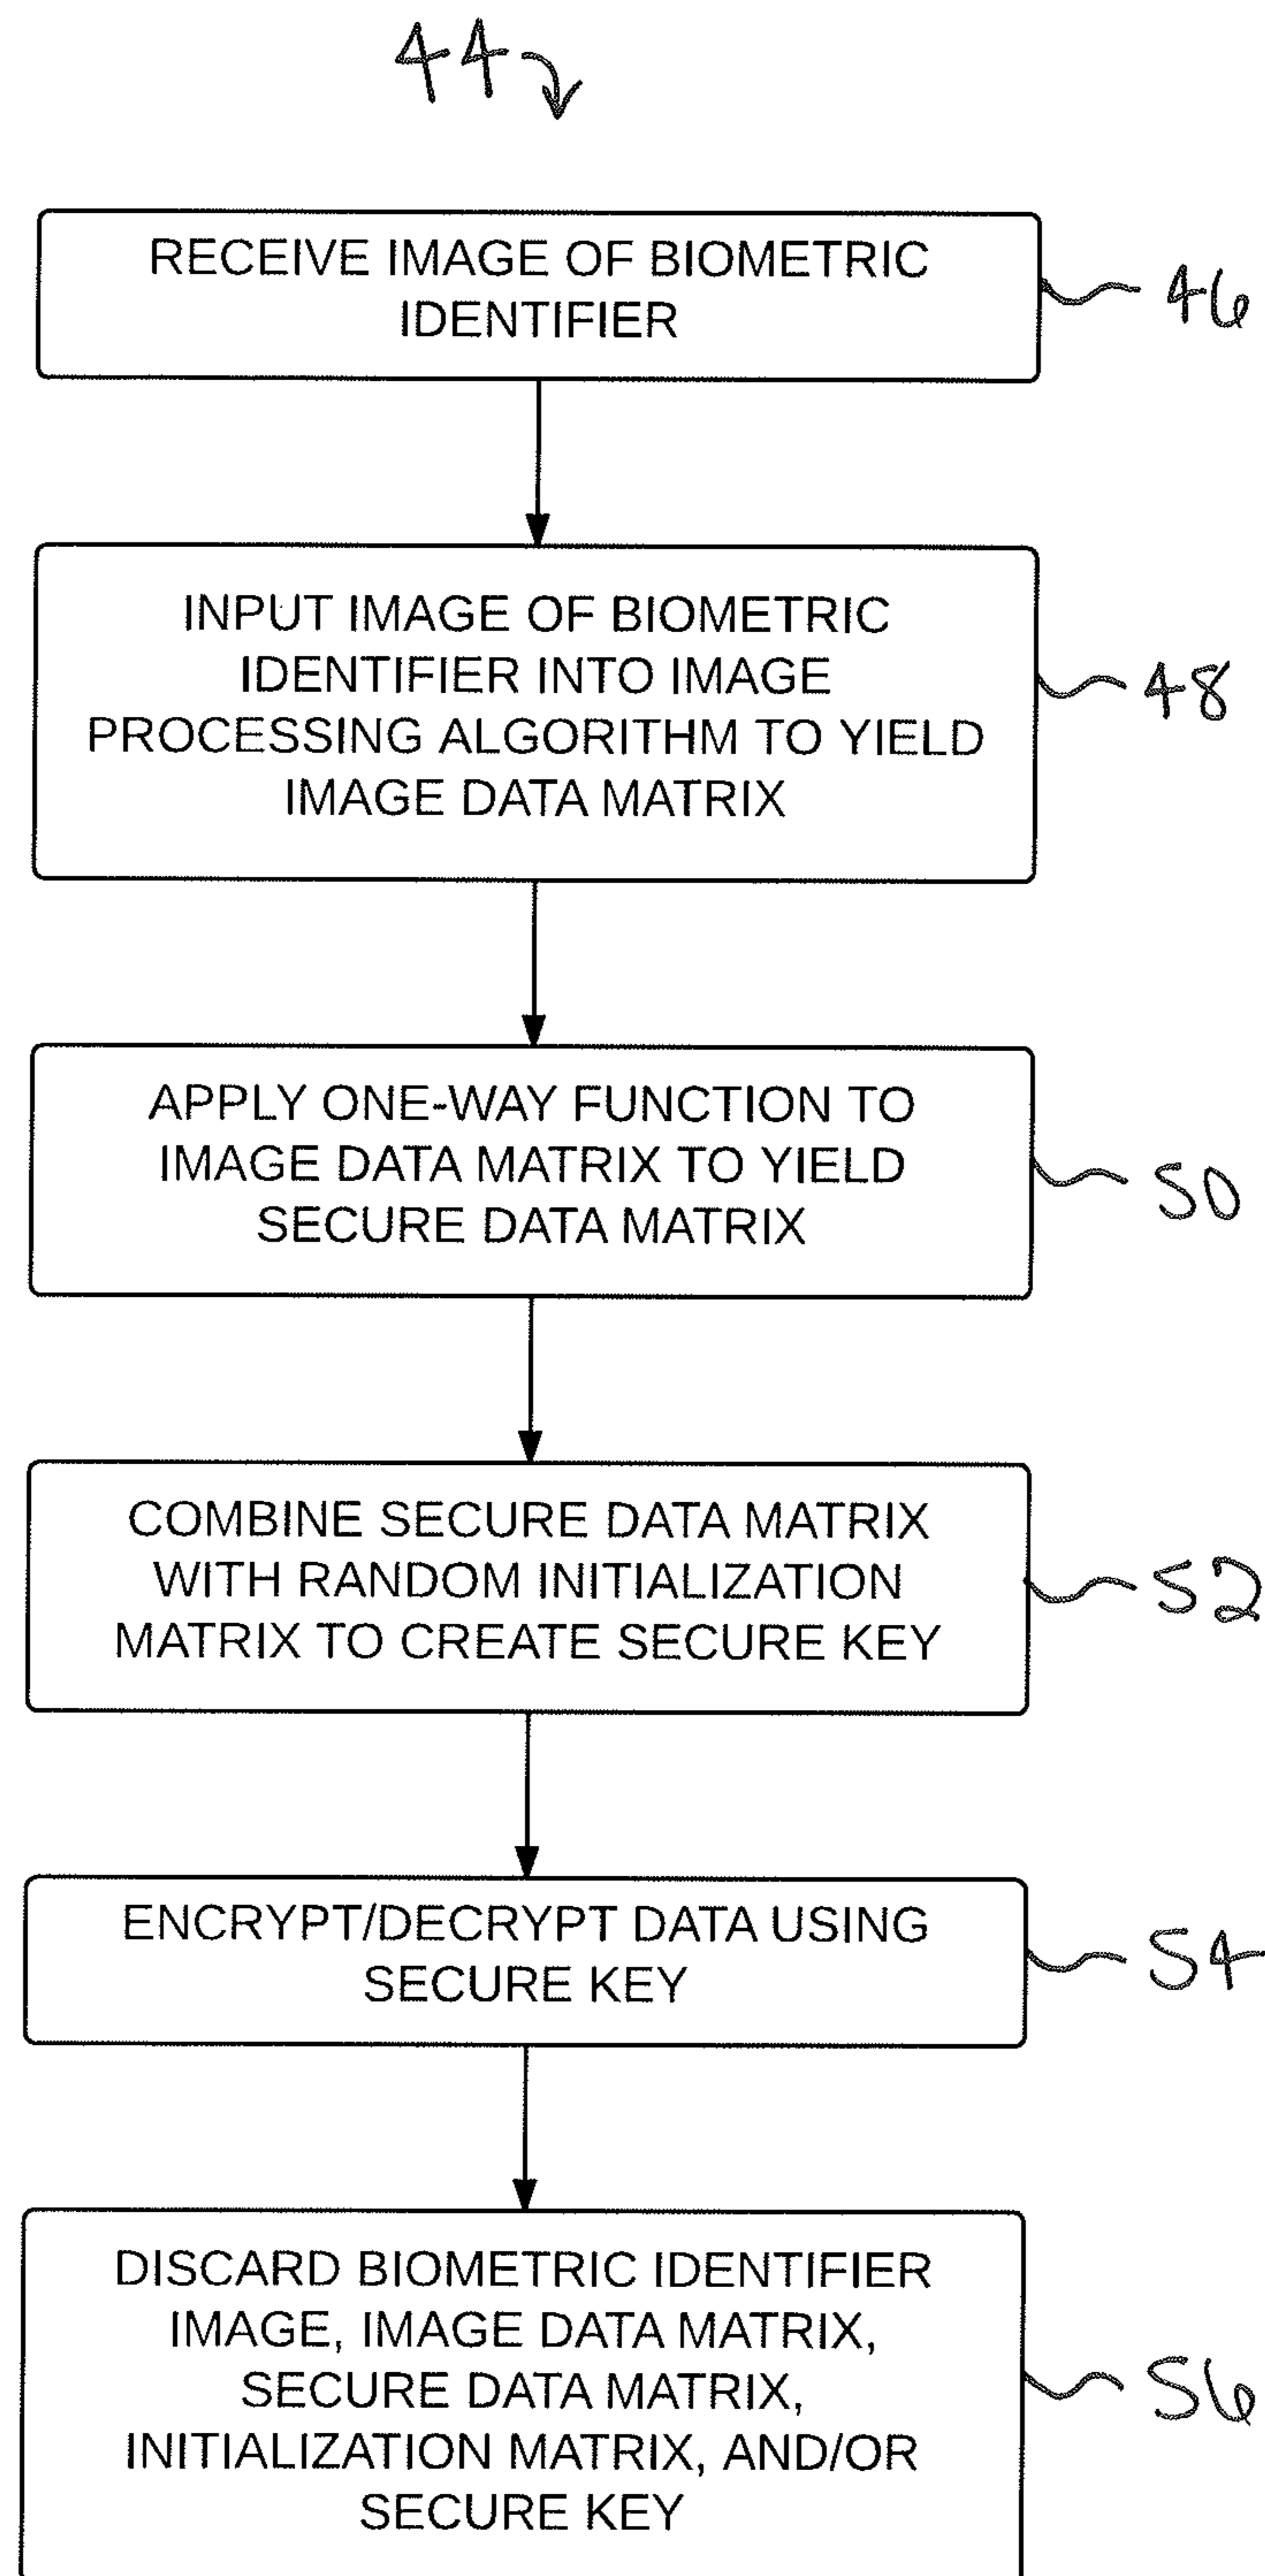 44
RECEIVE IMAGE OF BIOMETRIC
IDENTIFIER
46
INPUT IMAGE OF BIOMETRIC
IDENTIFIER INTO IMAGE
PROCESSING ALGORITHM TO YIELD
IMAGE DATA MATRIX
48
APPLY ONE-WAY FUNCTION TO
IMAGE DATA MATRIX TO YIELD
SECURE DATA MATRIX
50
COMBINE SECURE DATA MATRIX
WITH RANDOM INITIALIZATION
MATRIX TO CREATE SECURE KEY
52
ENCRYPT/DECRYPT DATA USING
SECURE KEY
54
DISCARD BIOMETRIC IDENTIFIER
IMAGE, IMAGE DATA MATRIX,
SECURE DATA MATRIX,
INITIALIZATION MATRIX, AND/OR
SECURE KEY
56